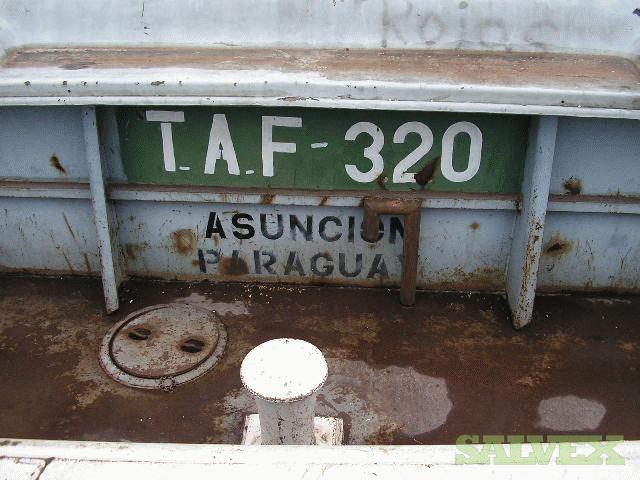 T.A.F-320
ASUNCION
PARAGUAY
SALVEX